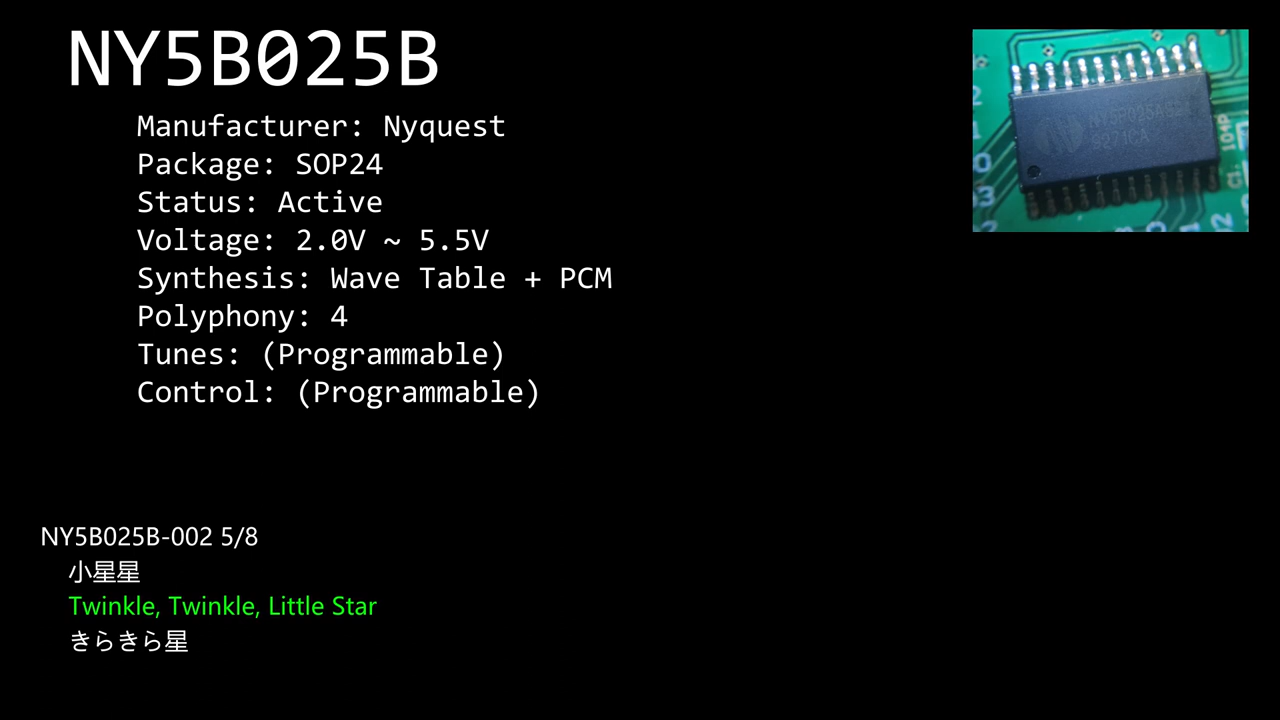 NY5B025B
Manufacturer: Nyquest
Package: SOP24
Status: Active
Voltage: 2.0V ~ 5.5V
Synthesis: Wave Table + PCM
Polyphony: 4
Tunes: (Programmable)
Control: (Programmable)
104P
C1
NY5B025B-002 5/8
小星星
Twinkle, Twinkle, Little Star
きらきら星